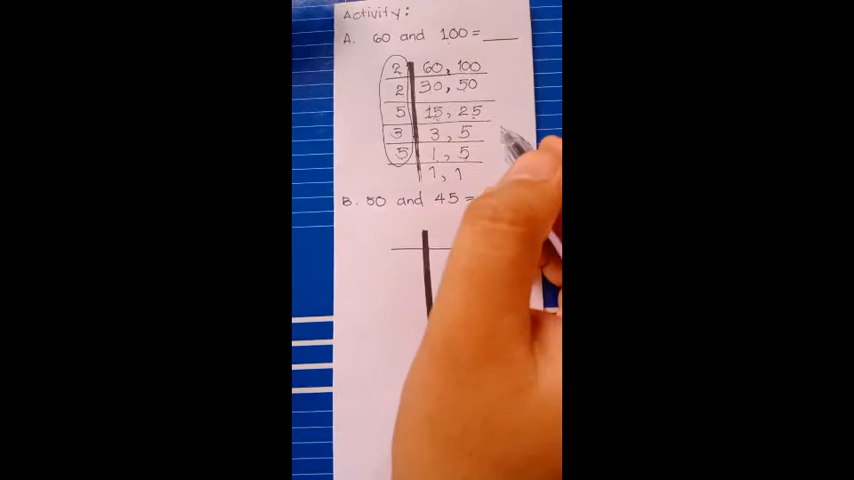 Activity:
A. 60 and 100 = ____
2 60, 100
2 30, 50
5 15, 25
3 3, 5
5 1, 5
1, 1
B. 50 and 45 =